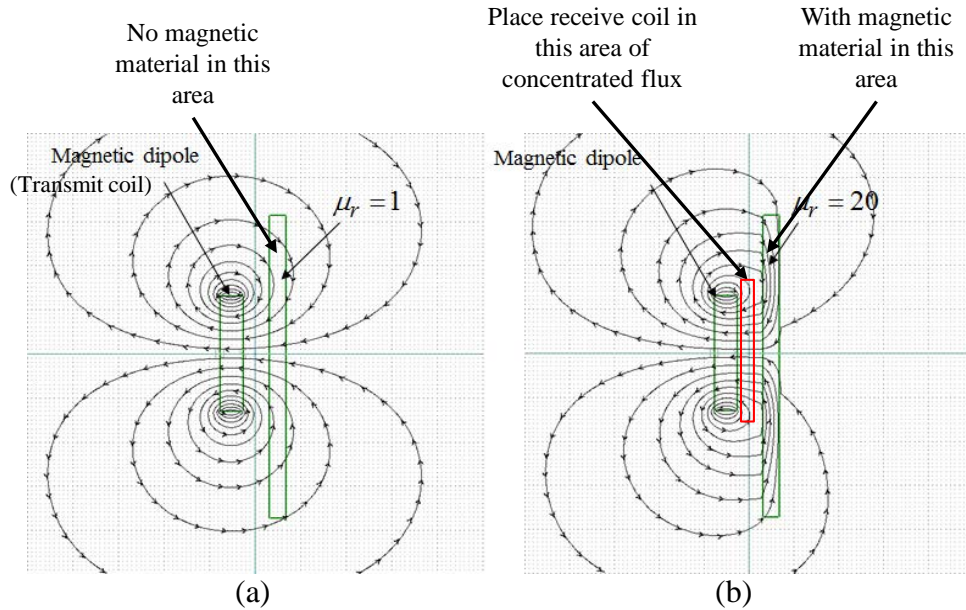 No magnetic
material in this
area
Place receive coil in
this area of
concentrated flux
With magnetic
material in this
area
Magnetic dipole
(Transmit coil)
μr = 1
Magnetic dipole
μr = 20
(a)
(b)